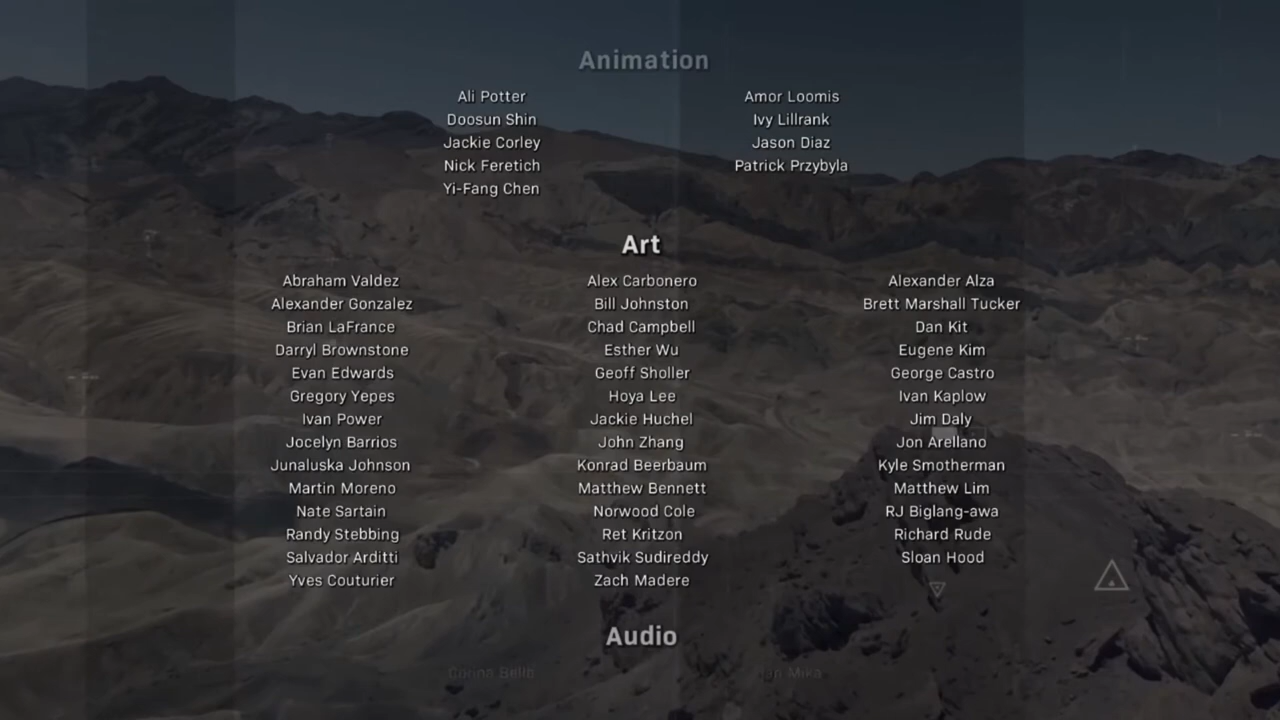 Animation
Ali Potter Amor Loomis
Doosun Shin Ivy Lillrank
Jackie Corley Jason Diaz
Nick Feretich Patrick Przybyla
Yi-Fang Chen
Art
Abraham Valdez Alex Carbonero Alexander Alza
Alexander Gonzalez Bill Johnston Brett Marshall Tucker
Brian LaFrance Chad Campbell Dan Kit
Darryl Brownstone Esther Wu Eugene Kim
Evan Edwards Geoff Sholler George Castro
Gregory Yepes Hoya Lee Ivan Kaplow
Ivan Power Jackie Huchel Jim Daly
Jocelyn Barrios John Zhang Jon Arellano
Junaluska Johnson Konrad Beerbaum Kyle Smotherman
Martin Moreno Matthew Bennett Matthew Lim
Nate Sartain Norwood Cole RJ Biglang-awa
Randy Stebbing Ret Kritzon Richard Rude
Salvador Arditti Sathvik Sudireddy Sloan Hood
Yves Couturier Zach Madere
Audio
Mika